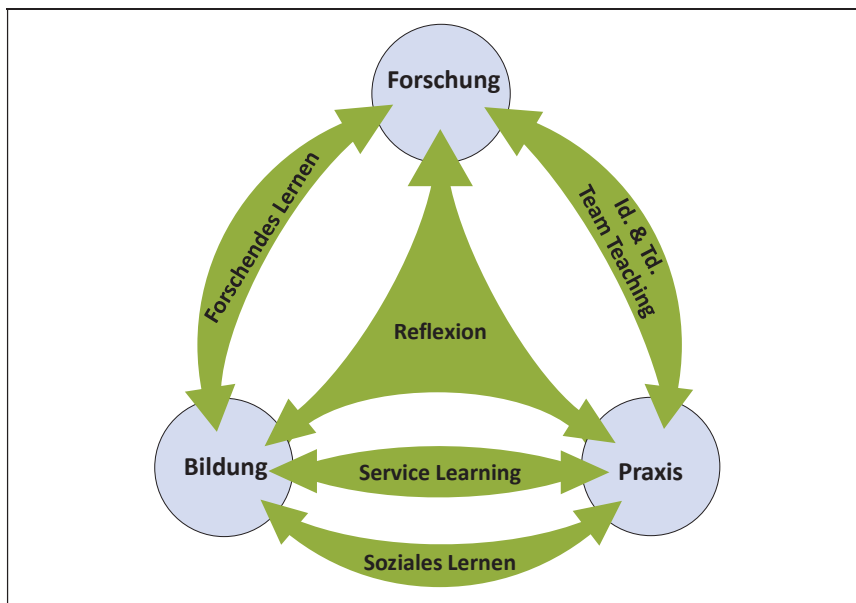 Forschung
Forschendes Lernen
Id. & Td.
Team Teaching
Reflexion
Bildung
Service Learning
Praxis
Soziales Lernen